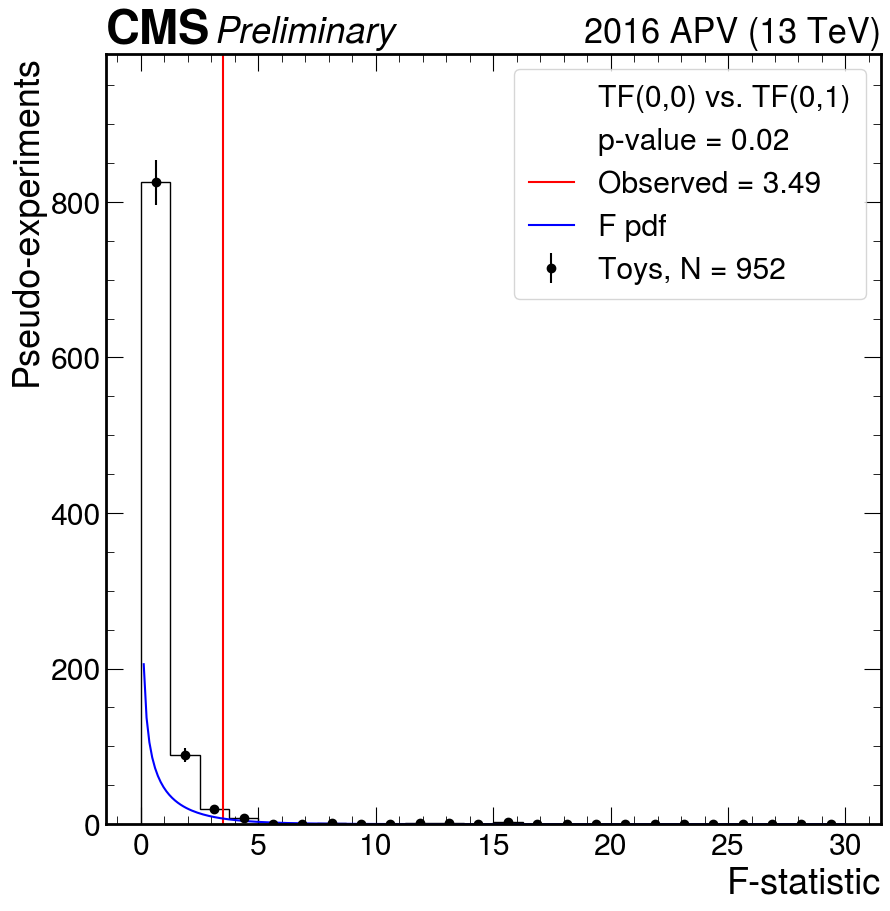 CMS Preliminary 2016 APV (13 TeV)
Pseudo-experiments
TF(0,0) vs. TF(0,1)
p-value = 0.02
Observed = 3.49
F pdf
Toys, N = 952
800
600
400
200
0
0 5 10 15 20 25 30
F-statistic